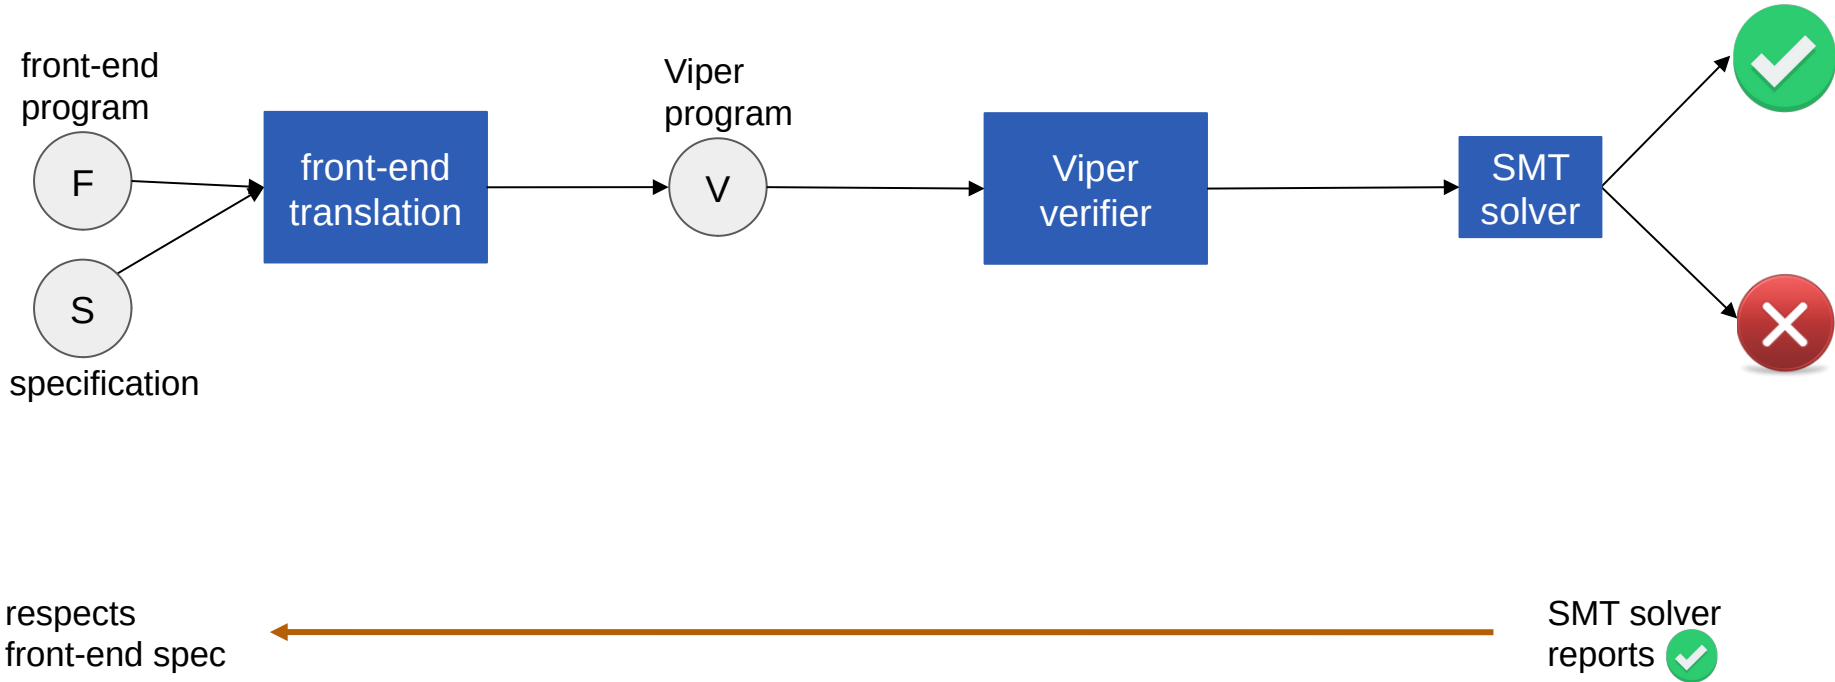 front-end
program
F
S
specification
front-end
translation
Viper
program
V
Viper
verifier
SMT
solver
respects
front-end spec
SMT solver
reports